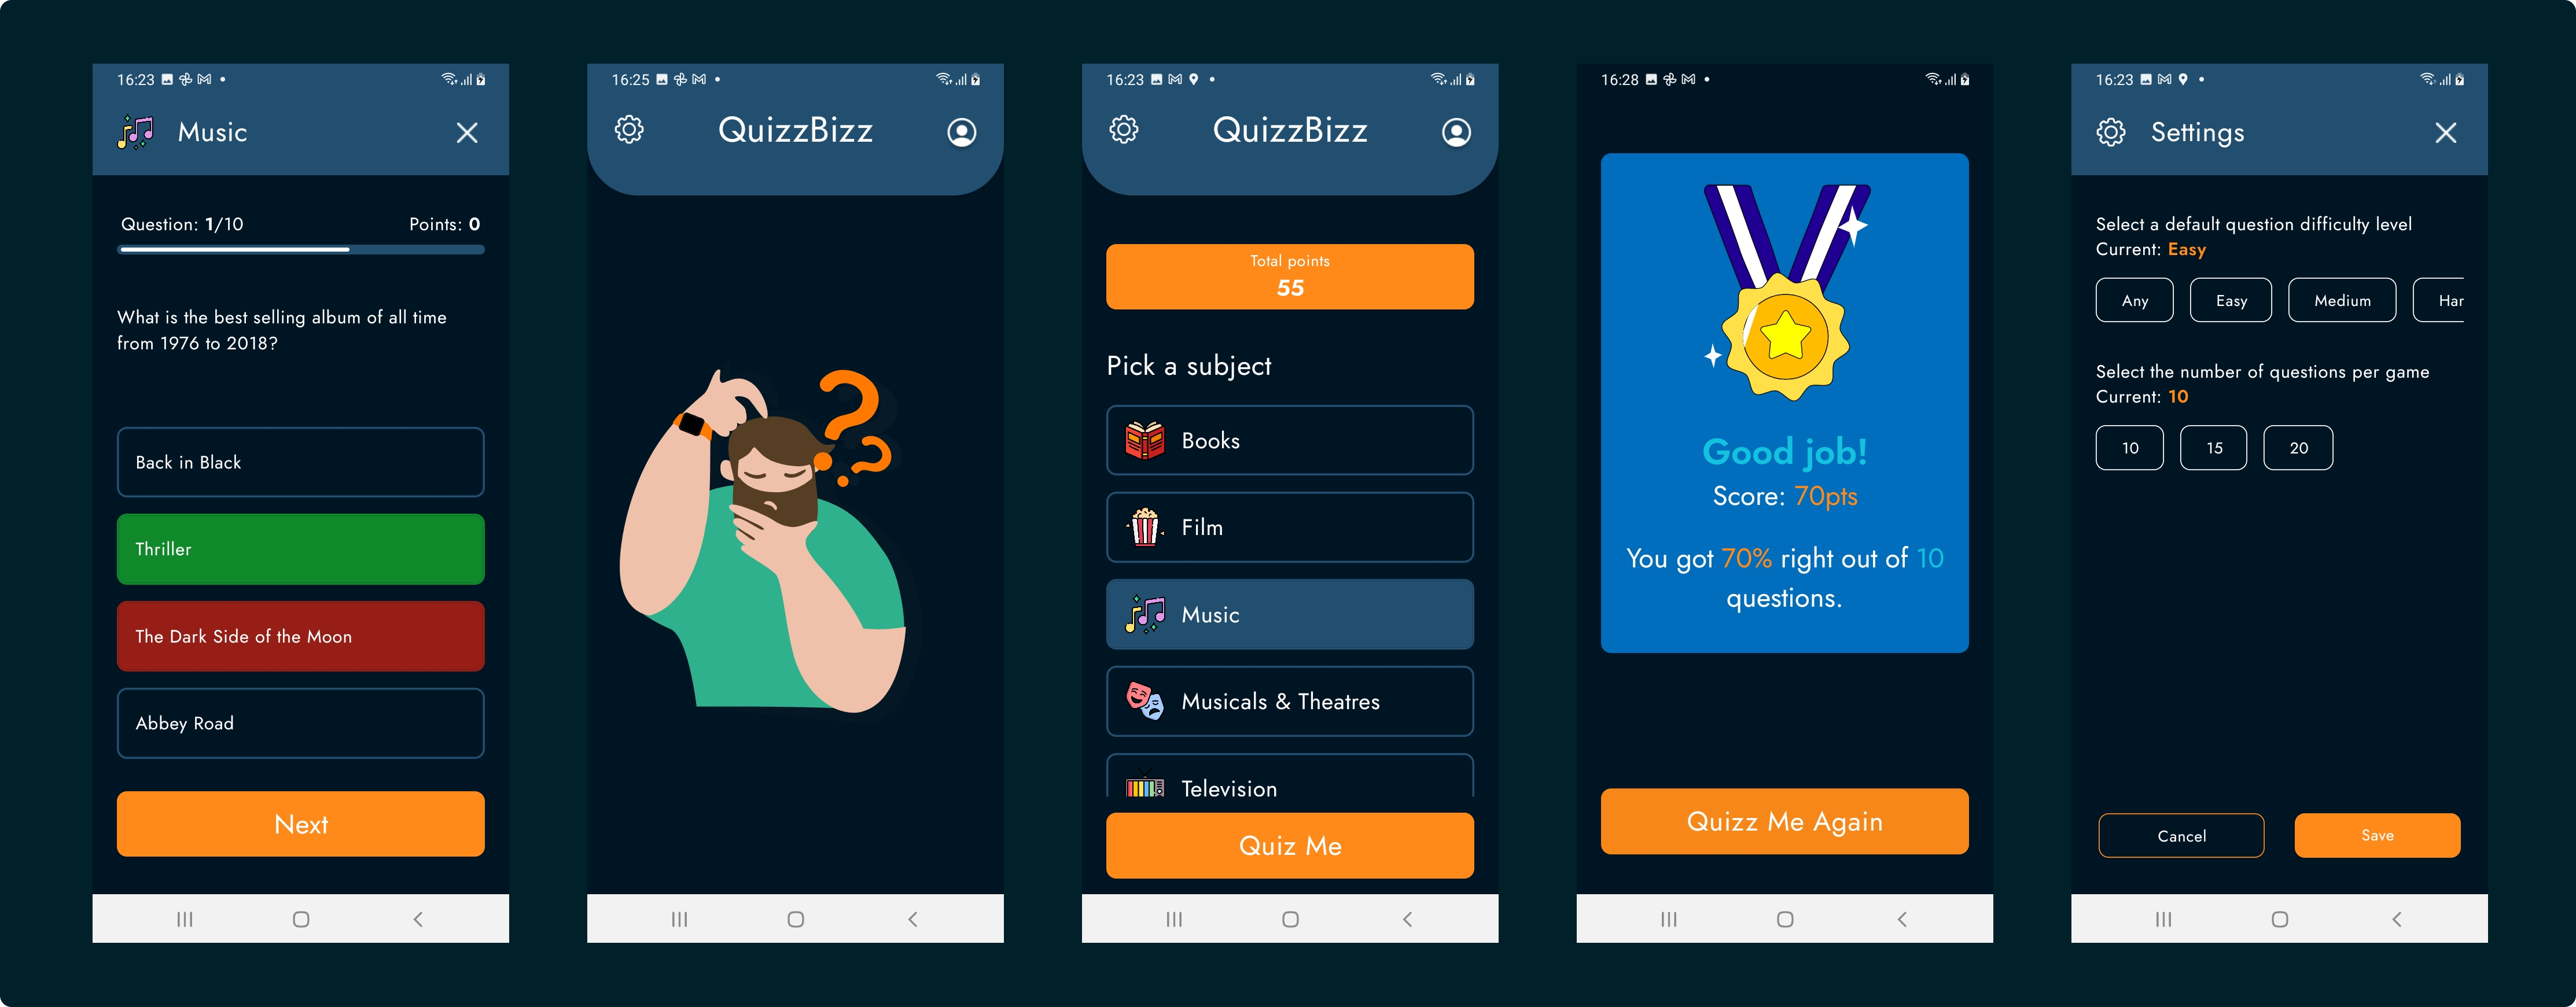 16:23
Music
Question: 1/10
Points: 0
What is the best selling album of all time
from 1976 to 2018?
Back in Black
Thriller
The Dark Side of the Moon
Abbey Road
Next
16:25
QuizzBizz
16:23
QuizzBizz
Total points
55
Pick a subject
Books
Film
Music
Musicals & Theatres
Television
Quiz Me
16:28
Good job!
Score: 70pts
You got 70% right out of 10
questions.
Quizz Me Again
16:23
Settings
Select a default question difficulty level
Current: Easy
Any
Easy
Medium
Har
Select the number of questions per game
Current: 10
10
15
20
Cancel
Save